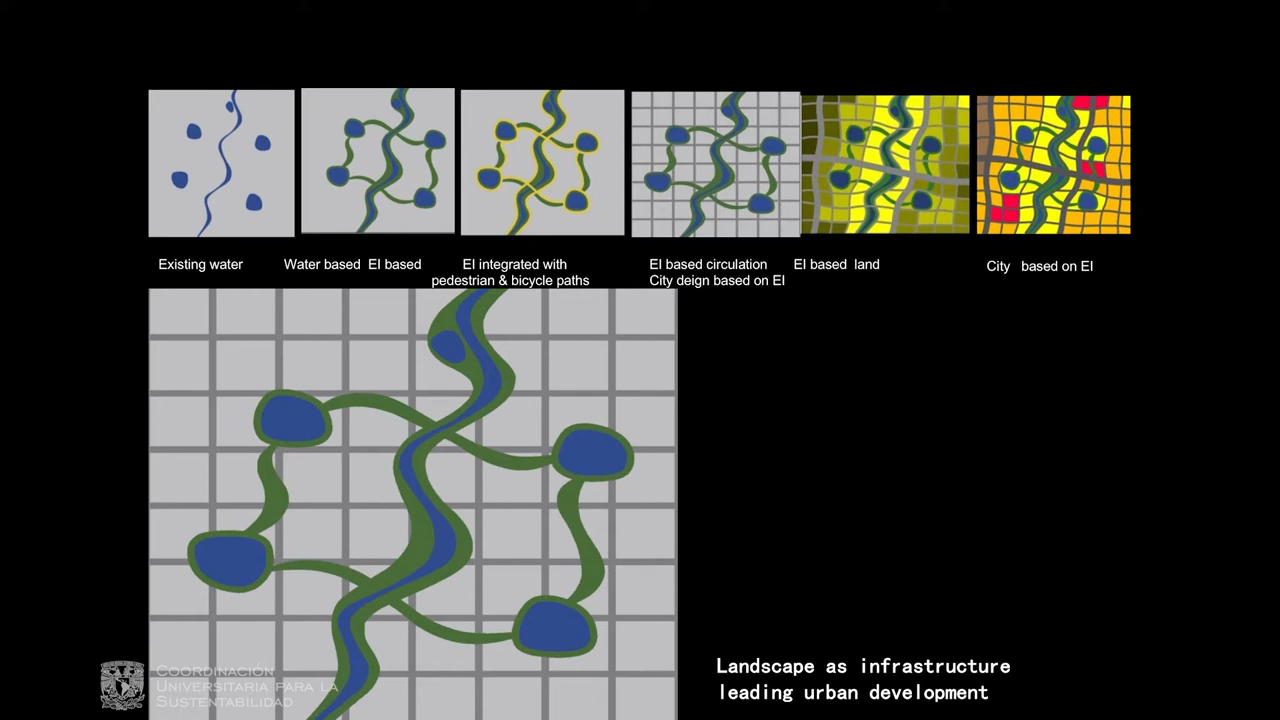 Existing water
Water based EI based
EI integrated with
pedestrian & bicycle paths
EI based circulation
City deign based on EI
EI based land
City based on EI
Landscape as infrastructure
leading urban development
COORDINACIÓN
UNIVERSITARIA PARA LA
SUSTENTABILIDAD